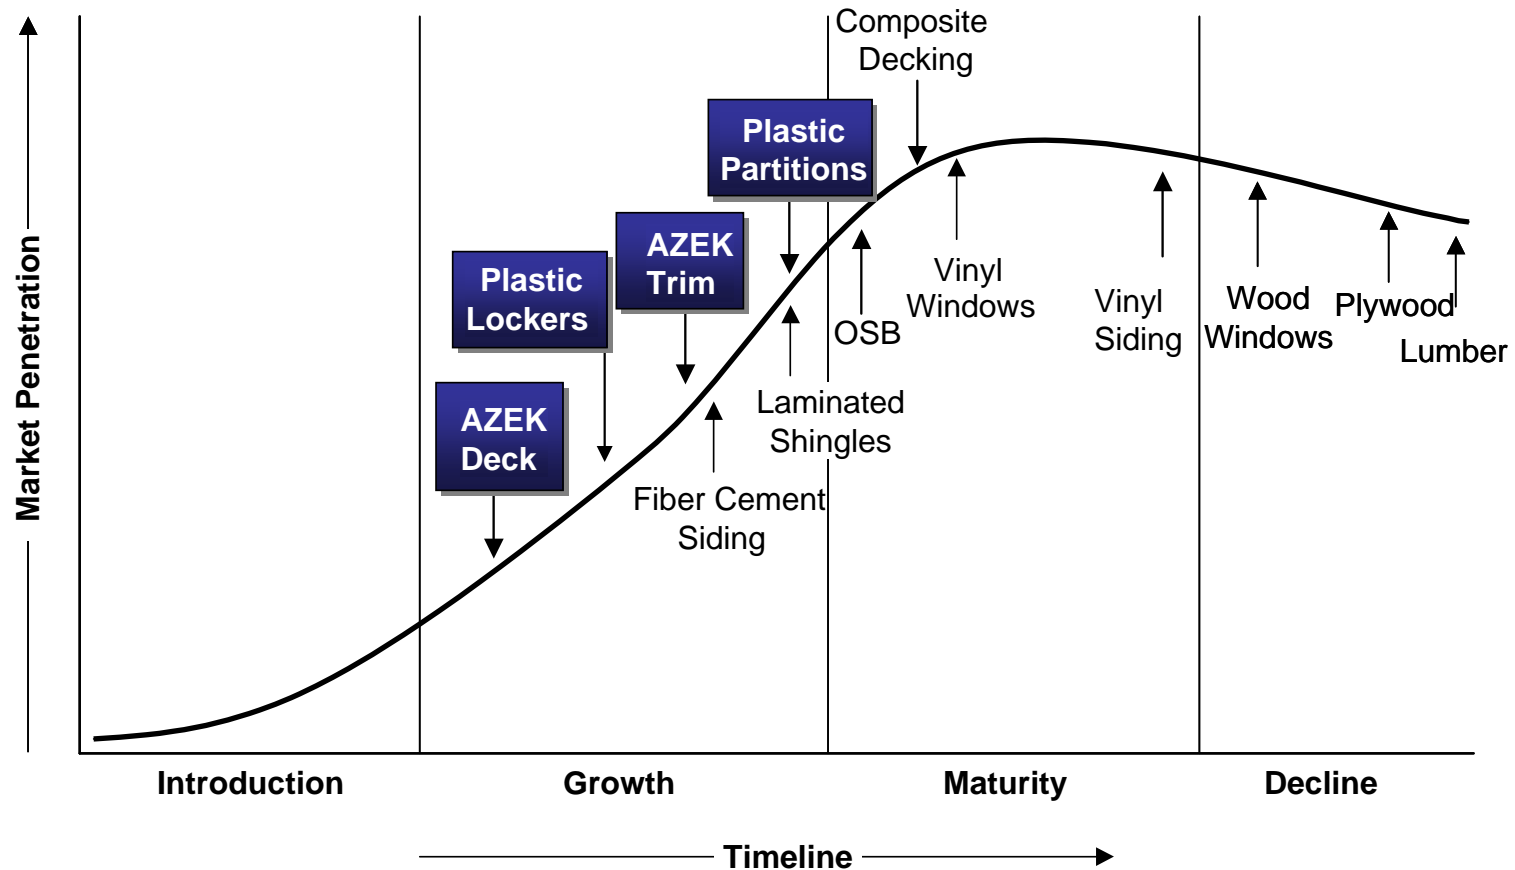 Composite
Decking
Plastic
Partitions
AZEK
Trim
Plastic
Lockers
AZEK
Deck
Vinyl
Windows
OSB
Vinyl
Siding
Wood
Windows
Plywood
Lumber
Laminated
Shingles
Fiber Cement
Siding
Market Penetration
Introduction
Growth
Maturity
Decline
Timeline